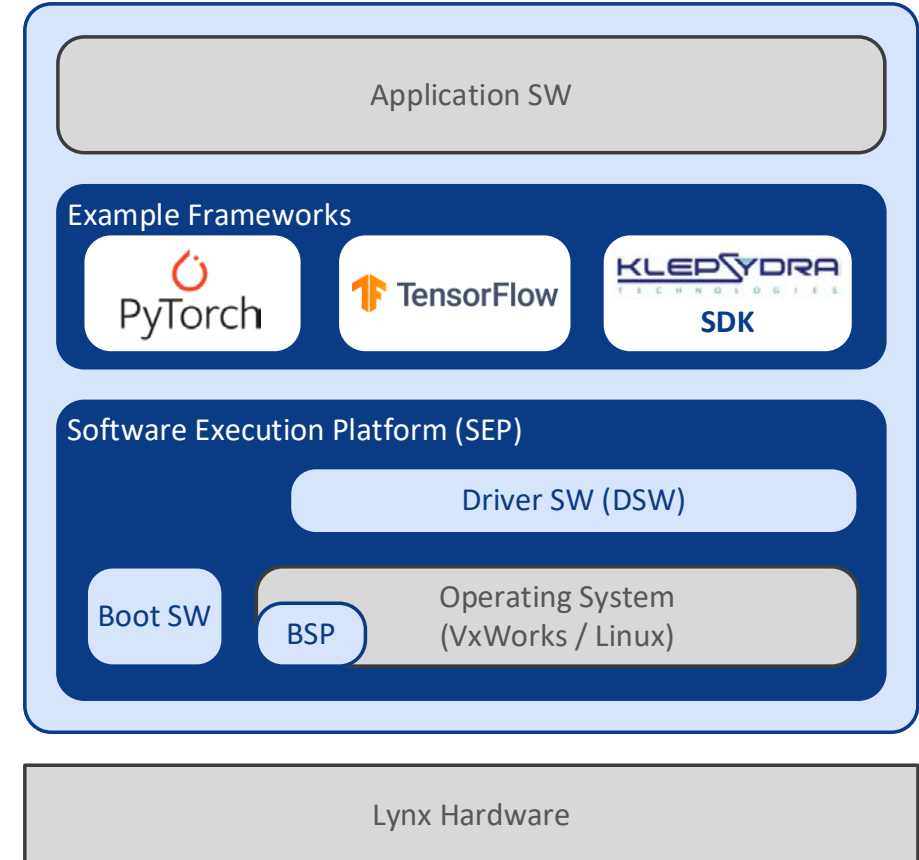 Application SW
Example Frameworks
PyTorch
TensorFlow
KLEPSYDRA
TECHNOLOGIES
SDK
Software Execution Platform (SEP)
Driver SW (DSW)
Boot SW
BSP
Operating System
(VxWorks / Linux)
Lynx Hardware